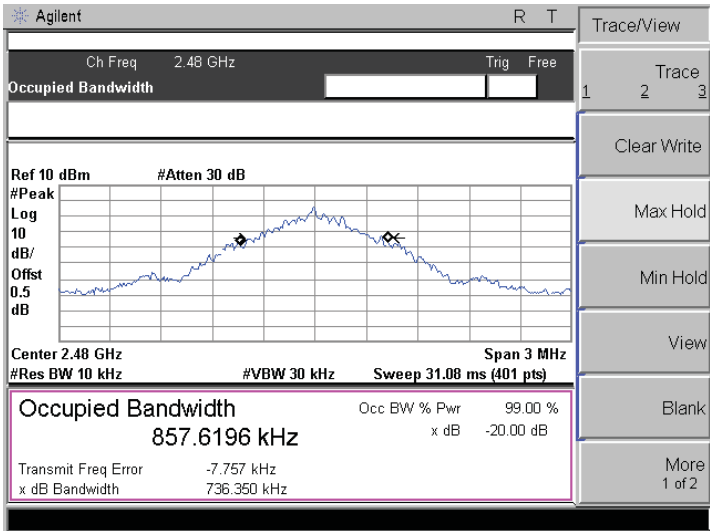 Agilent R T
Ch Freq 2.48 GHz Trig Free
Occupied Bandwidth
Ref 10 dBm #Atten 30 dB
#Peak
Log
10
dB/
Offst
0.5
dB
Center 2.48 GHz Span 3 MHz
#Res BW 10 kHz #VBW 30 kHz Sweep 31.08 ms (401 pts)
Occupied Bandwidth Occ BW % Pwr 99.00 %
857.6196 kHz x dB -20.00 dB
Transmit Freq Error -7.757 kHz
x dB Bandwidth 736.350 kHz
Trace/View
Trace
1 2 3
Clear Write
Max Hold
Min Hold
View
Blank
More
1 of 2